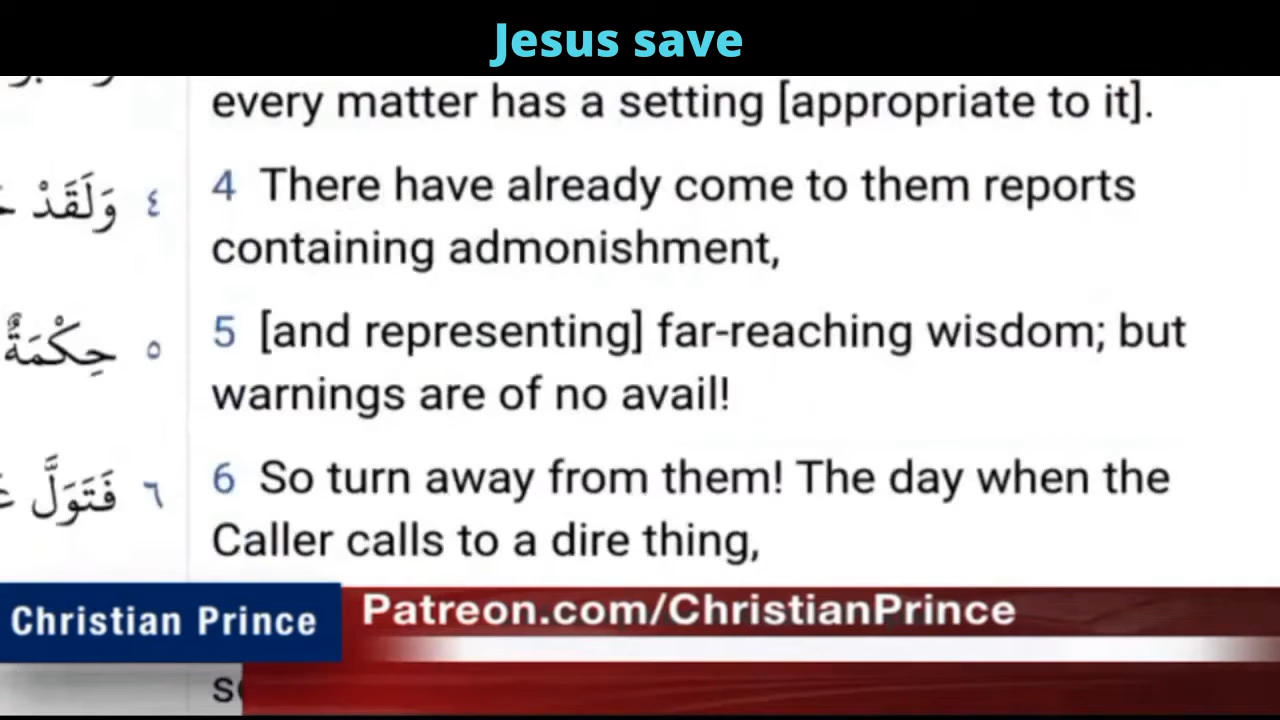 Jesus save
every matter has a setting [appropriate to it].
4 There have already come to them reports
containing admonishment,
٤ وَلَقَدْ
5 [and representing] far-reaching wisdom; but
warnings are of no avail!
٥ حِكْمَةٌ
6 So turn away from them! The day when the
Caller calls to a dire thing,
٦ فَتَوَلَّ
Christian Prince
Patreon.com/ChristianPrince